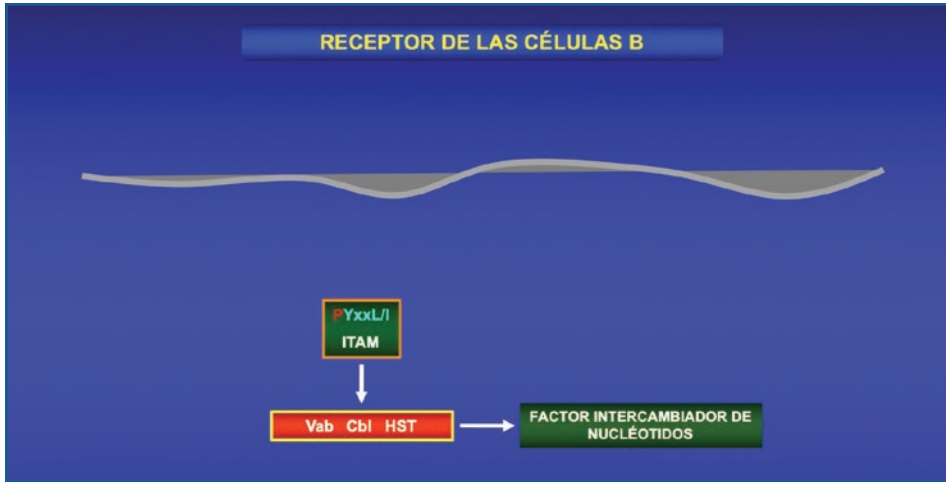 RECEPTOR DE LAS CÉLULAS B
PYxxL/I
ITAM
Vab Cbl HST
FACTOR INTERCAMBIADOR DE
NUCLÉOTIDOS